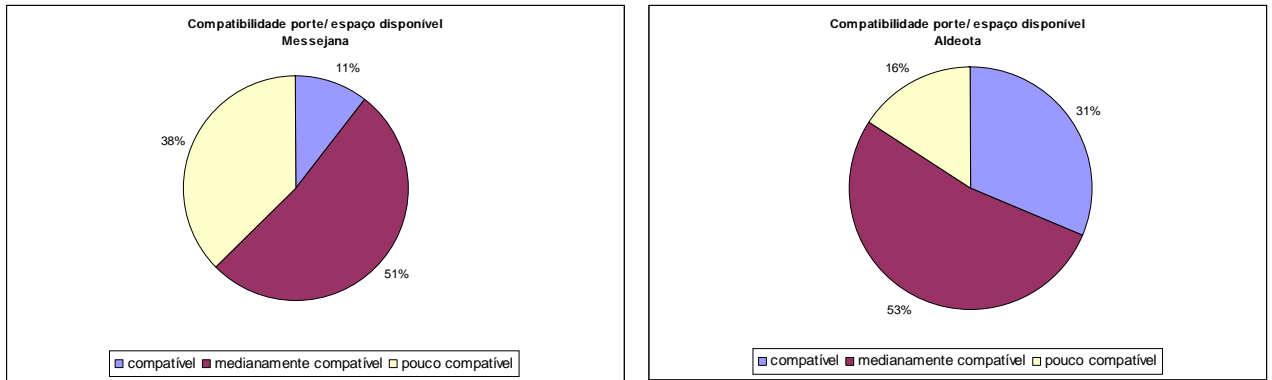 Compatibilidade porte/ espaço disponível
Messejana
11%
38%
51%
compatível medianamente compatível pouco compatível
Compatibilidade porte/ espaço disponível
Aldeota
16%
31%
53%
compatível medianamente compatível pouco compatível